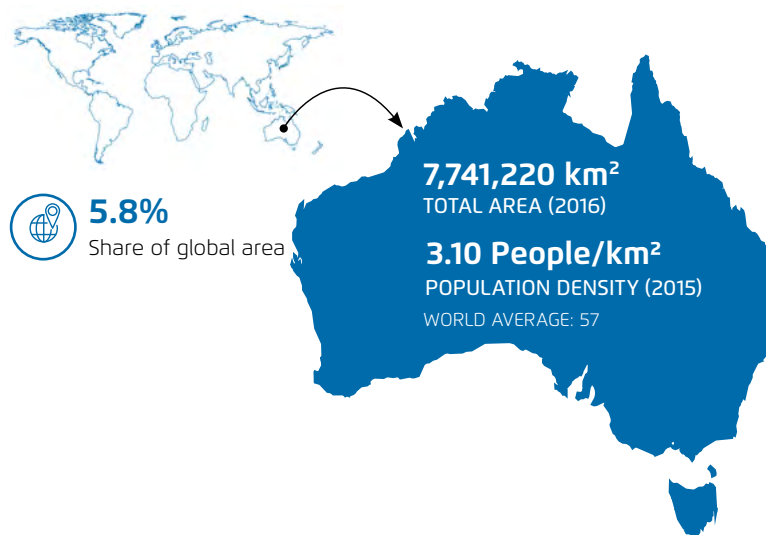 5.8%
Share of global area
7,741,220 km²
TOTAL AREA (2016)
3.10 People/km²
POPULATION DENSITY (2015)
WORLD AVERAGE: 57